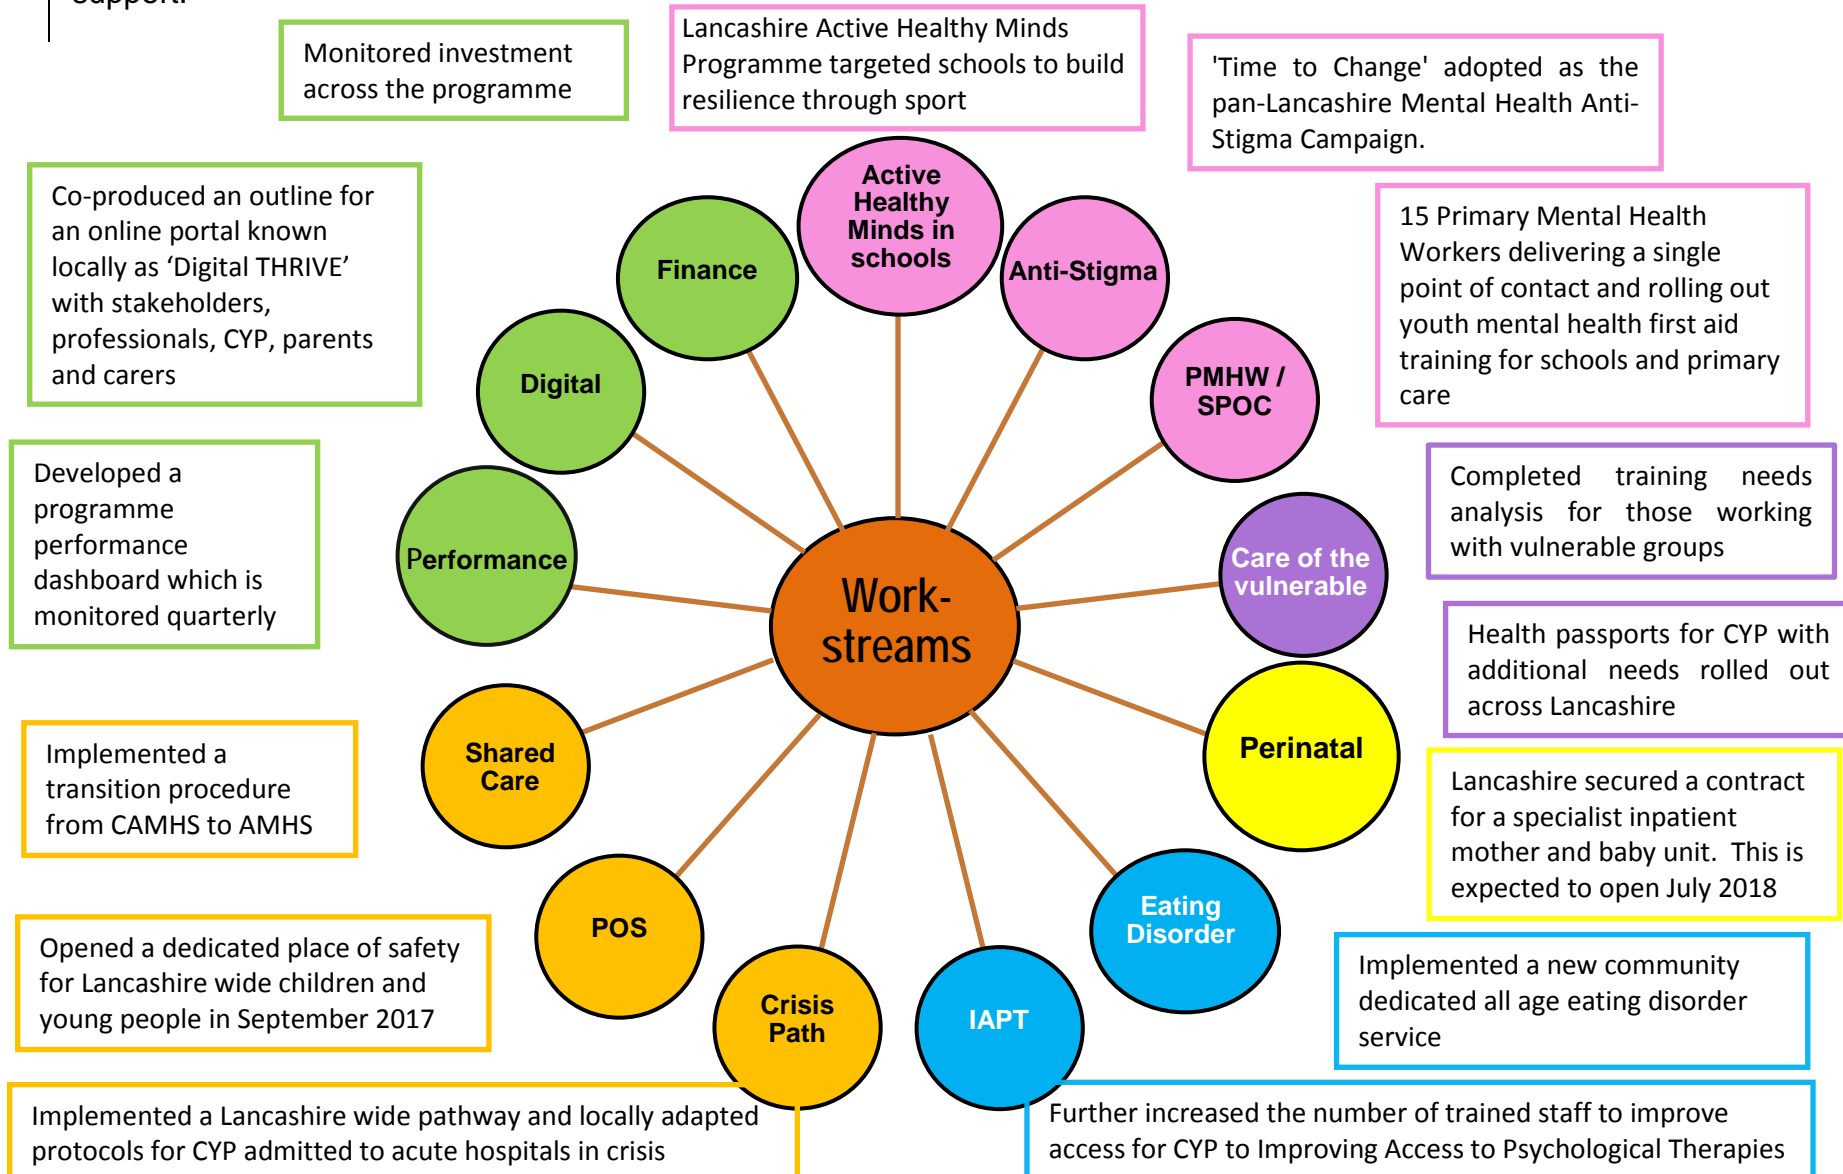 support.
Monitored investment
across the programme
Lancashire Active Healthy Minds
Programme targeted schools to build
resilience through sport
'Time to Change' adopted as the
pan-Lancashire Mental Health Anti-
Stigma Campaign.
Co-produced an outline for
an online portal known
locally as ‘Digital THRIVE’
with stakeholders,
professionals, CYP, parents
and carers
15 Primary Mental Health
Workers delivering a single
point of contact and rolling out
youth mental health first aid
training for schools and primary
care
Developed a
programme
performance
dashboard which is
monitored quarterly
Completed training needs
analysis for those working
with vulnerable groups
Health passports for CYP with
additional needs rolled out
across Lancashire
Implemented a
transition procedure
from CAMHS to AMHS
Lancashire secured a contract
for a specialist inpatient
mother and baby unit.  This is
expected to open July 2018
Opened a dedicated place of safety
for Lancashire wide children and
young people in September 2017
Implemented a new community
dedicated all age eating disorder
service
Implemented a Lancashire wide pathway and locally adapted
protocols for CYP admitted to acute hospitals in crisis
Further increased the number of trained staff to improve
access for CYP to Improving Access to Psychological Therapies
Active
Healthy
Minds in
schools
Anti-Stigma
PMHW /
SPOC
Care of the
vulnerable
Perinatal
Eating
Disorder
IAPT
Crisis
Path
POS
Shared
Care
Performance
Digital
Finance
Work-
streams